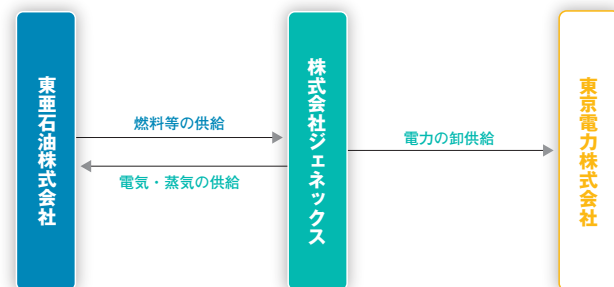 東亜石油株式会社
燃料等の供給
電気・蒸気の供給
株式会社ジェネックス
電力の卸供給
東京電力株式会社